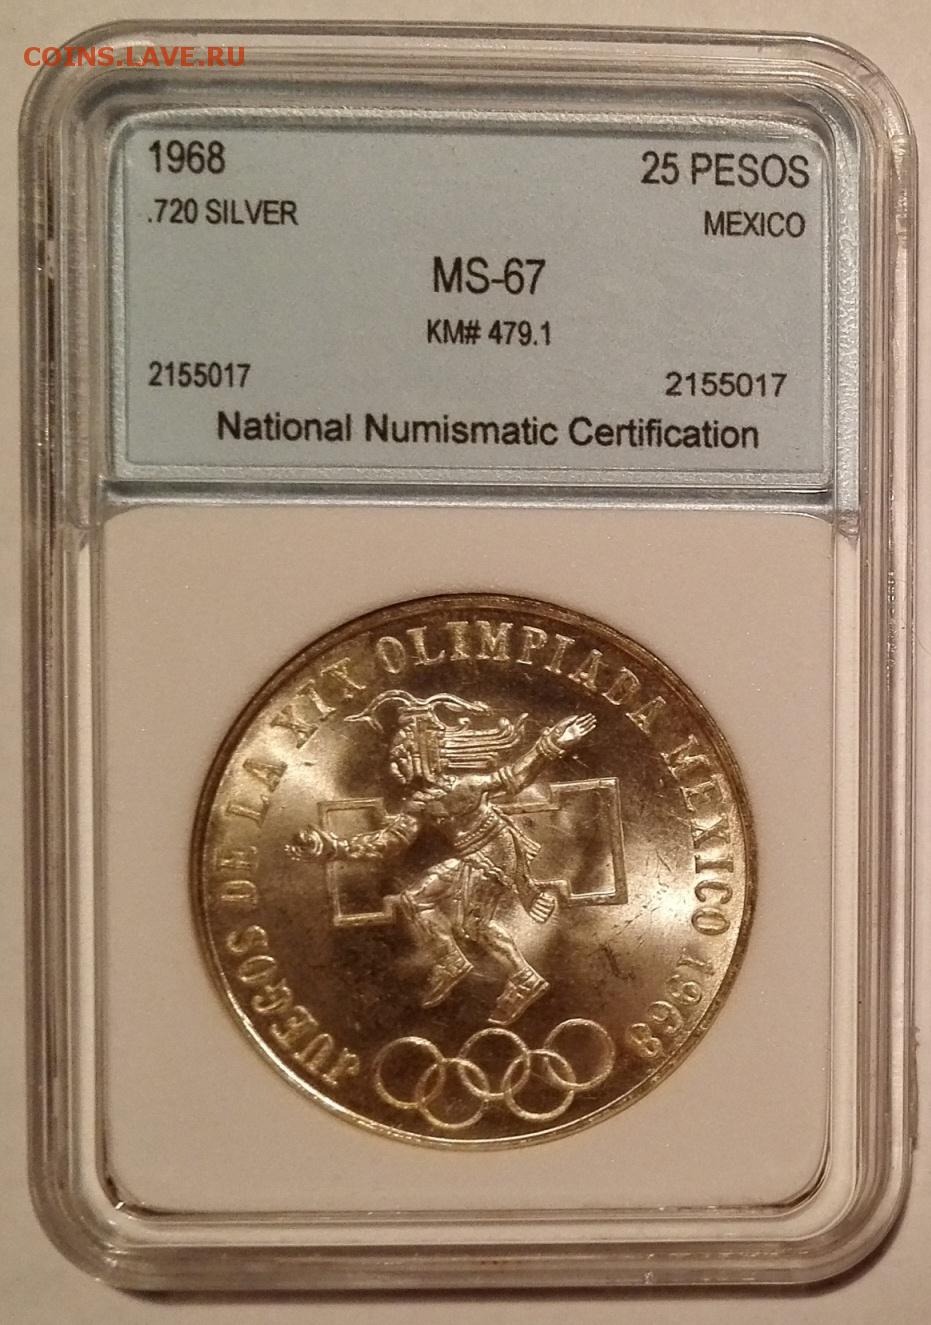 COINS.LAVE.RU
1968
25 PESOS
.720 SILVER
MEXICO
MS-67
KM# 479.1
2155017
2155017
National Numismatic Certification
JUEGOS DE LA XIX OLIMPIADA MEXICO 1968